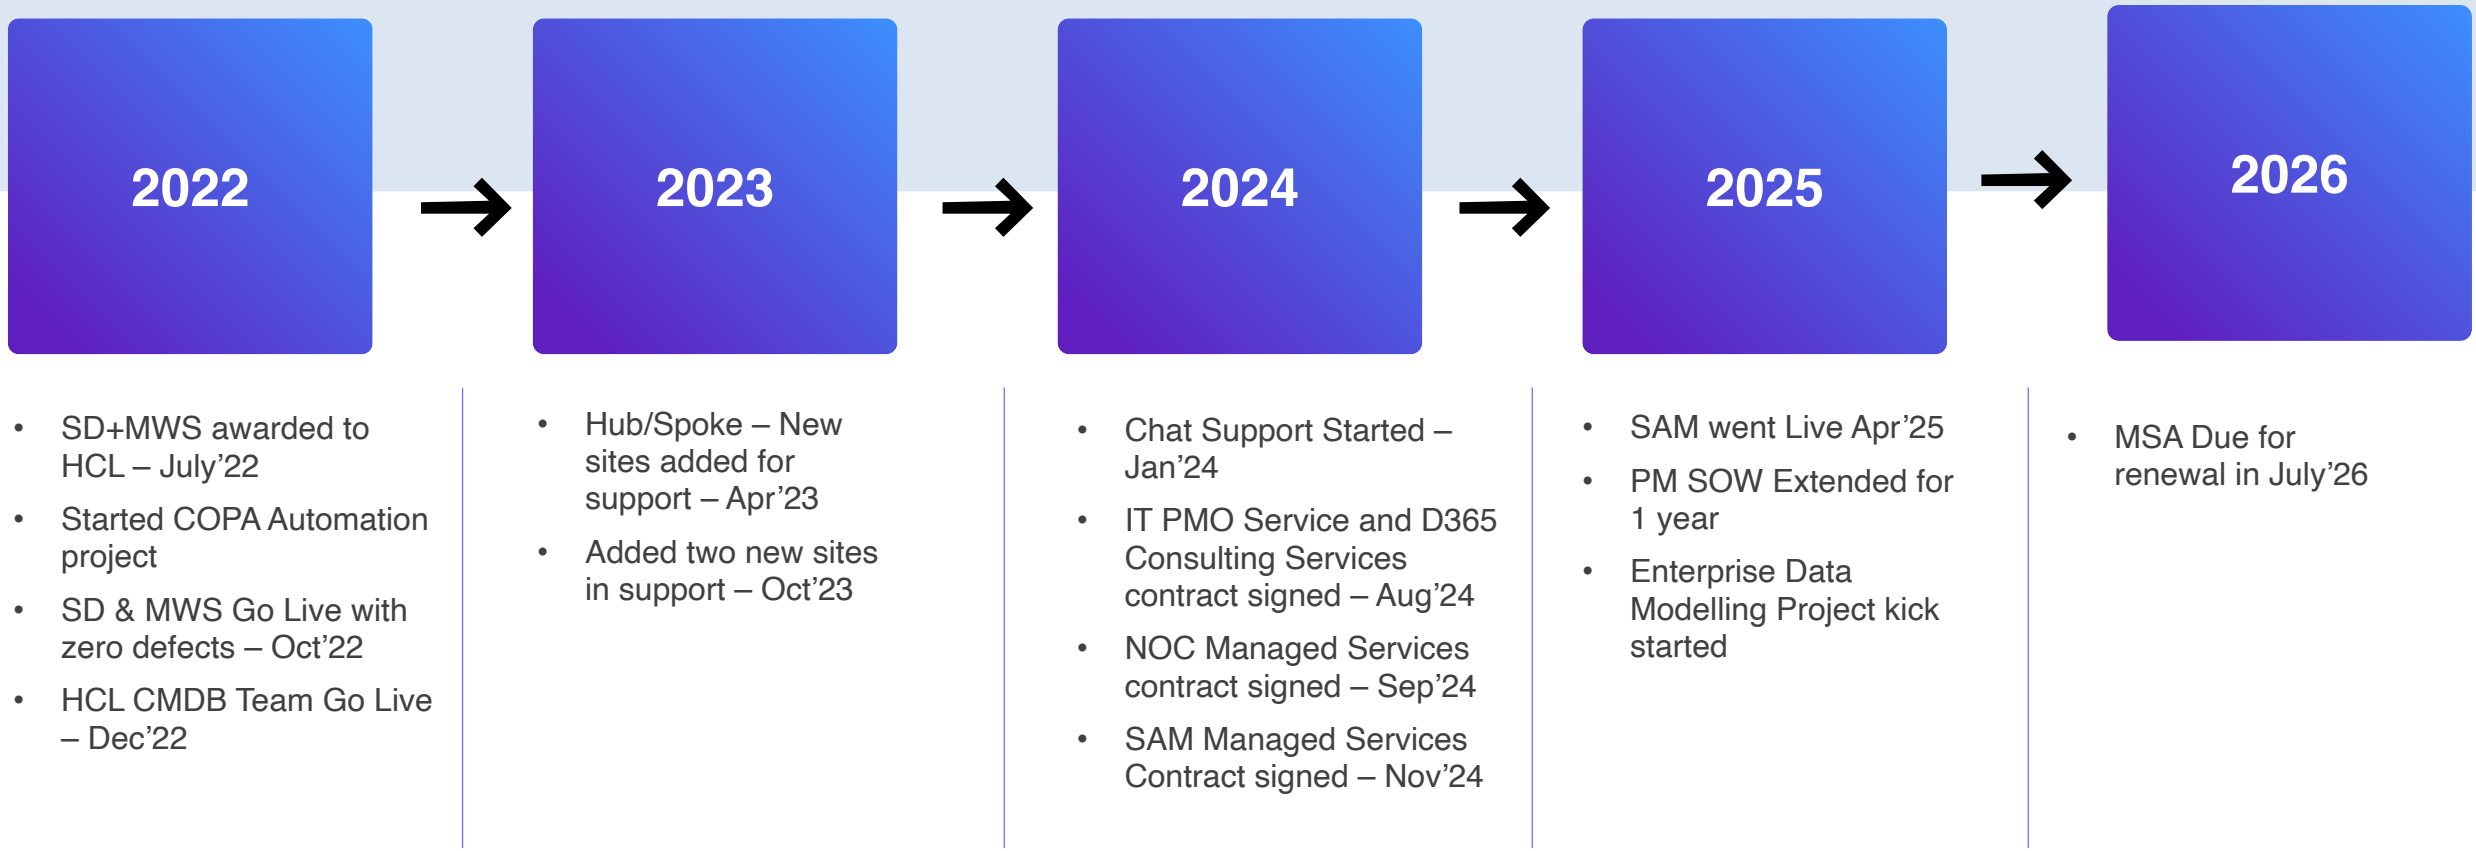 2022
2023
2024
2025
2026
• SD+MWS awarded to
HCL – July’22
• Started COPA Automation
project
• SD & MWS Go Live with
zero defects – Oct’22
• HCL CMDB Team Go Live
– Dec’22
• Hub/Spoke – New
sites added for
support – Apr’23
• Added two new sites
in support – Oct’23
• Chat Support Started –
Jan’24
• IT PMO Service and D365
Consulting Services
contract signed – Aug’24
• NOC Managed Services
contract signed – Sep’24
• SAM Managed Services
Contract signed – Nov’24
• SAM went Live Apr’25
• PM SOW Extended for
1 year
• Enterprise Data
Modelling Project kick
started
• MSA Due for
renewal in July’26